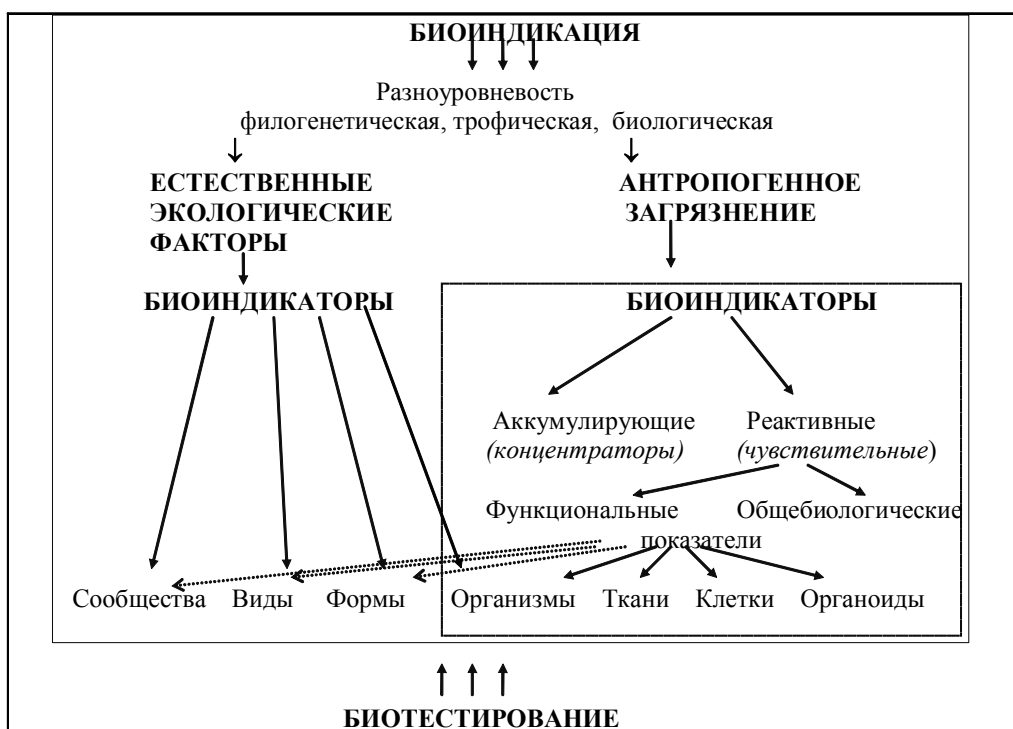 БИОИНДИКАЦИЯ
Разноуровневость
филогенетическая, трофическая, биологическая
ЕСТЕСТВЕННЫЕ
ЭКОЛОГИЧЕСКИЕ
ФАКТОРЫ
АНТРОПОГЕННОЕ
ЗАГРЯЗНЕНИЕ
БИОИНДИКАТОРЫ
БИОИНДИКАТОРЫ
Аккумулирующие
(концентраторы)
Реактивные
(чувствительные)
Функциональные
Общебиологические
показатели
Сообщества Виды Формы Организмы Ткани Клетки Органоиды
БИОТЕСТИРОВАНИЕ